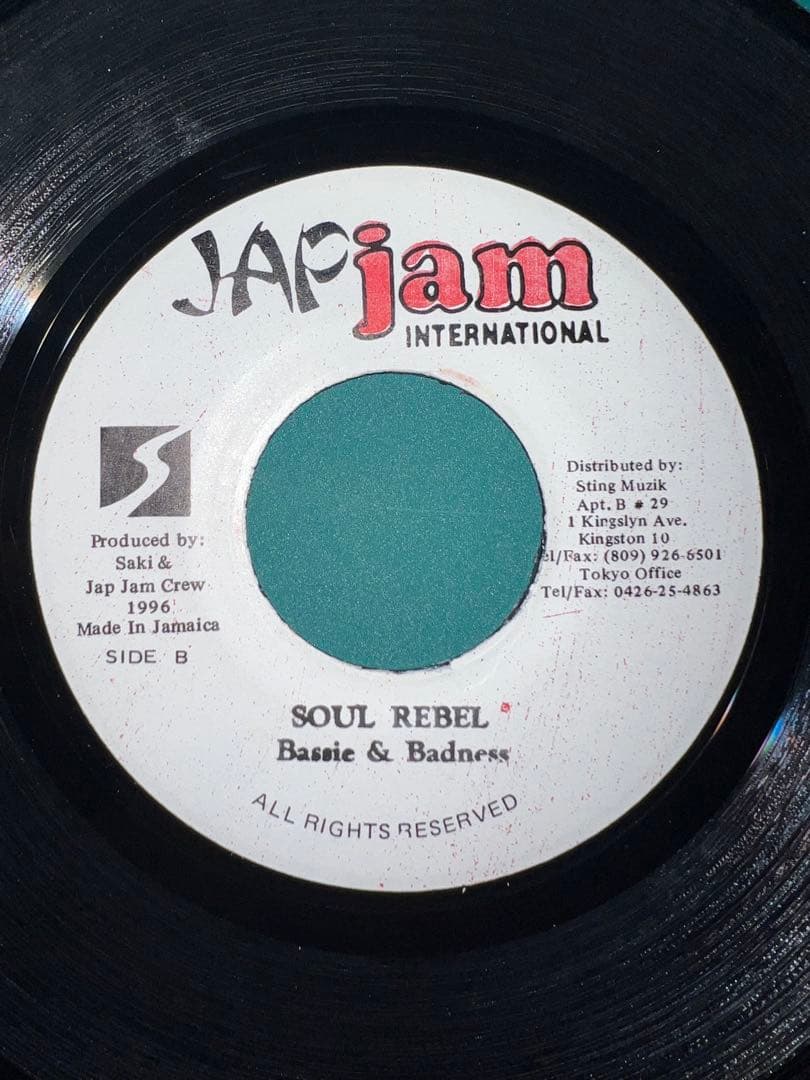 JAPjam
INTERNATIONAL
Produced by:
Saki &
Jap Jam Crew
1996
Made In Jamaica
SIDE B
Distributed by:
Sting Muzik
Apt. B # 29
1 Kingslyn Ave.
Kingston 10
el/Fax: (809) 926-6501
Tokyo Office
Tel/Fax: 0426-25-4863
SOUL REBEL
Bassie & Badness
ALL RIGHTS RESERVED